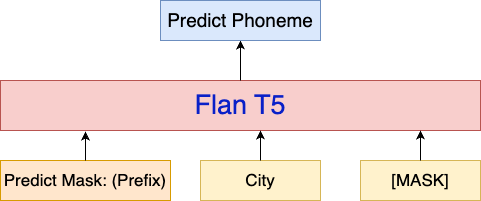 Predict Phoneme
Flan T5
Predict Mask: (Prefix)
City
[MASK]